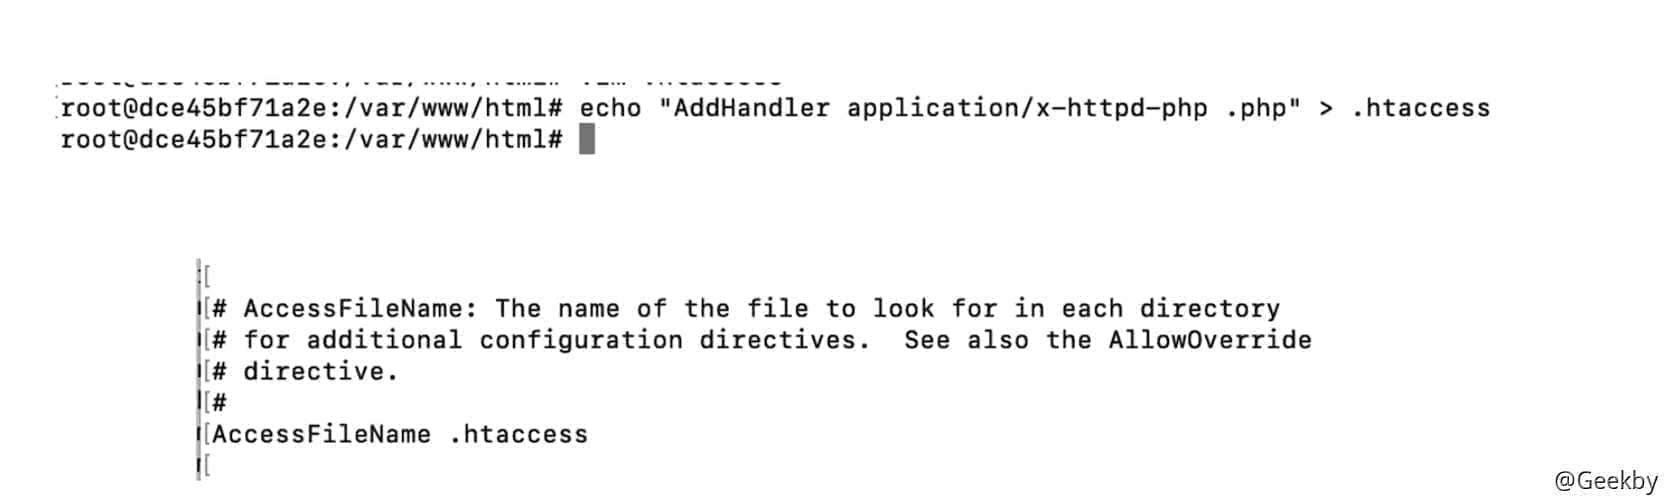 root@dce45bf71a2e:/var/www/html# echo "AddHandler application/x-httpd-php .php" > .htaccess
root@dce45bf71a2e:/var/www/html#
[
[# AccessFileName: The name of the file to look for in each directory
[# for additional configuration directives.  See also the AllowOverride
[# directive.
[#
[AccessFileName .htaccess
[
@Geekby